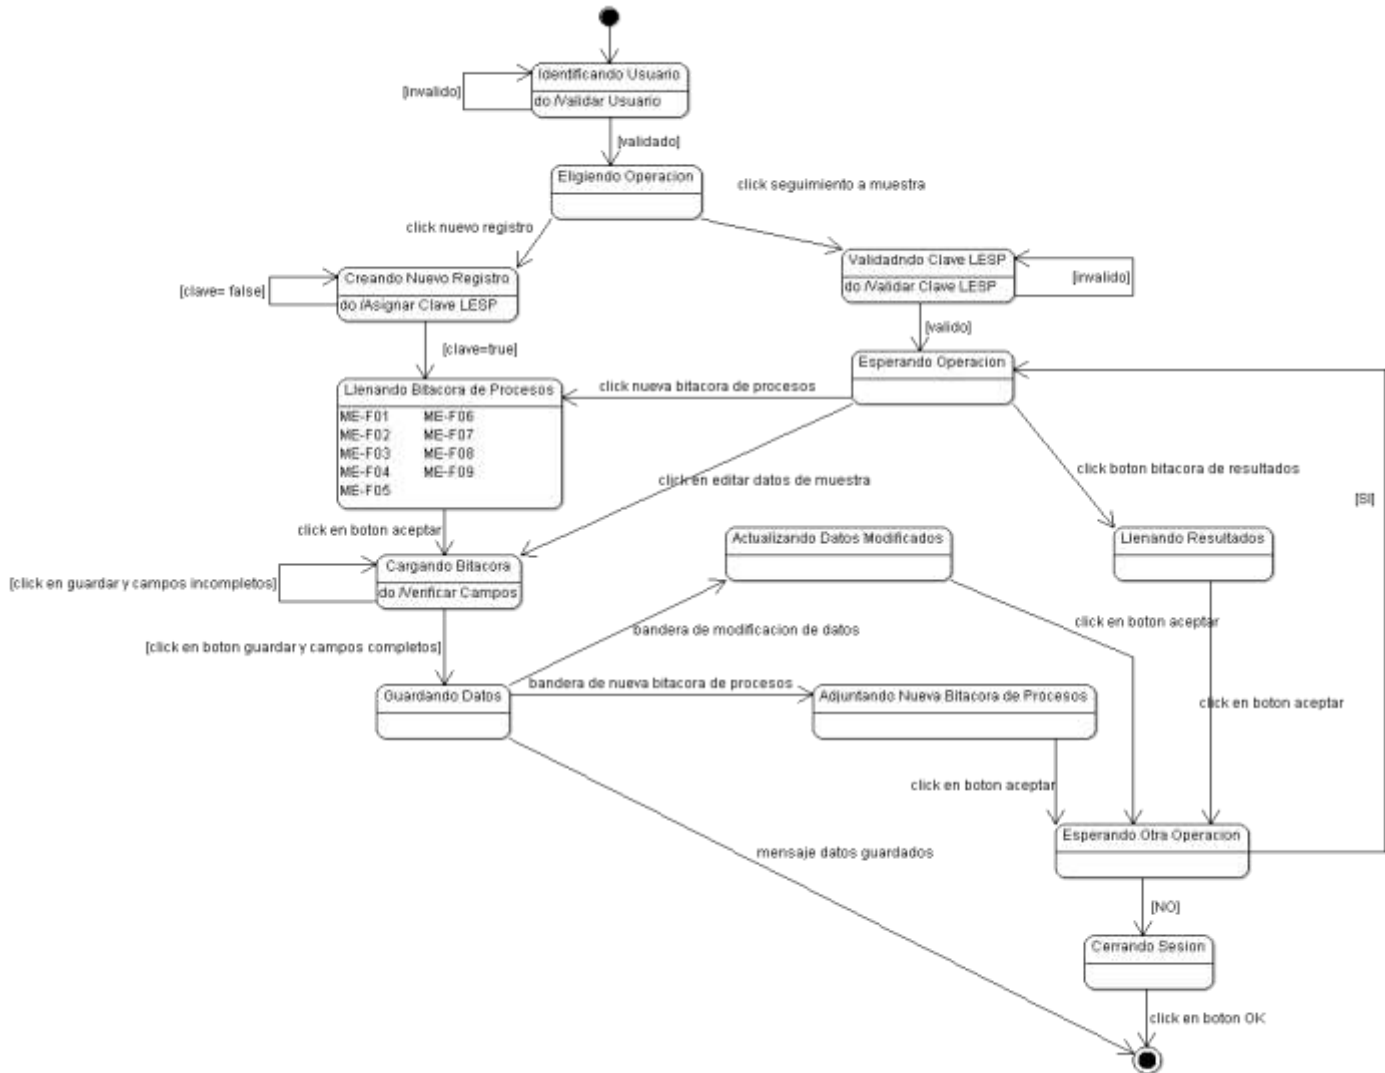 Identificando Usuario
[invalido]
do /Validar Usuario
[validado]
Eligiendo Operacion
click seguimiento a muestra
click nuevo registro
Validadndo Clave LESP
Creando Nuevo Registro
[invalido]
[clave= false]
do /Validar Clave LESP
do /Asignar Clave LESP
[valido]
[clave=true]
Esperando Operacion
Llenando Bitacora de Procesos
click nueva bitacora de procesos
ME-F01 ME-F06
ME-F02 ME-F07
ME-F03 ME-F08
ME-F04 ME-F09
ME-F05
click boton bitacora de resultados
click en editar datos de muestra
[SI]
click en boton aceptar
Actualizando Datos Modificados
Llenando Resultados
Cargando Bitacora
[click en guardar y campos incompletos]
do /Verificar Campos
click en boton aceptar
bandera de modificacion de datos
[click en boton guardar y campos completos]
bandera de nueva bitacora de procesos
Guardando Datos
Adjuntando Nueva Bitacora de Procesos
click en boton aceptar
click en boton aceptar
Esperando Otra Operacion
mensaje datos guardados
[NO]
Cerrando Sesion
click en boton OK